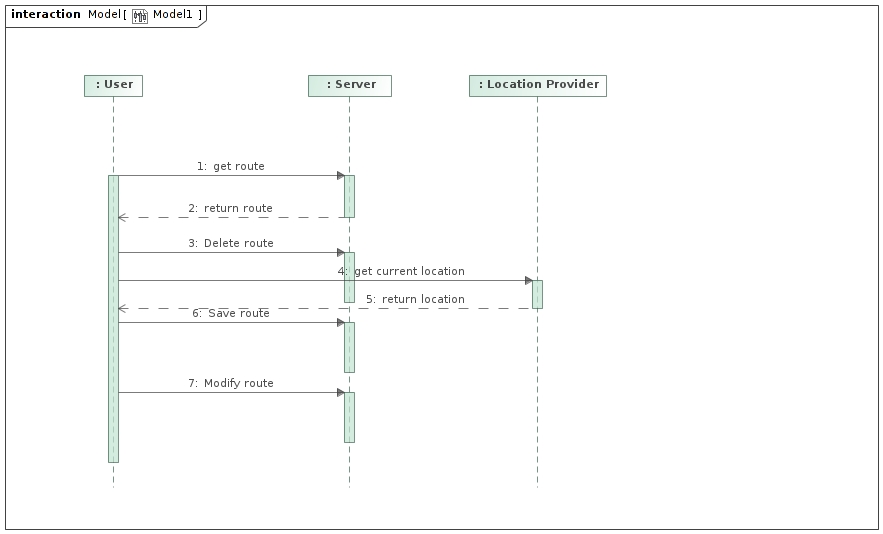 interaction Model [ Model1 ]
: User
: Server
: Location Provider
1: get route
2: return route
3: Delete route
4: get current location
5: return location
6: Save route
7: Modify route